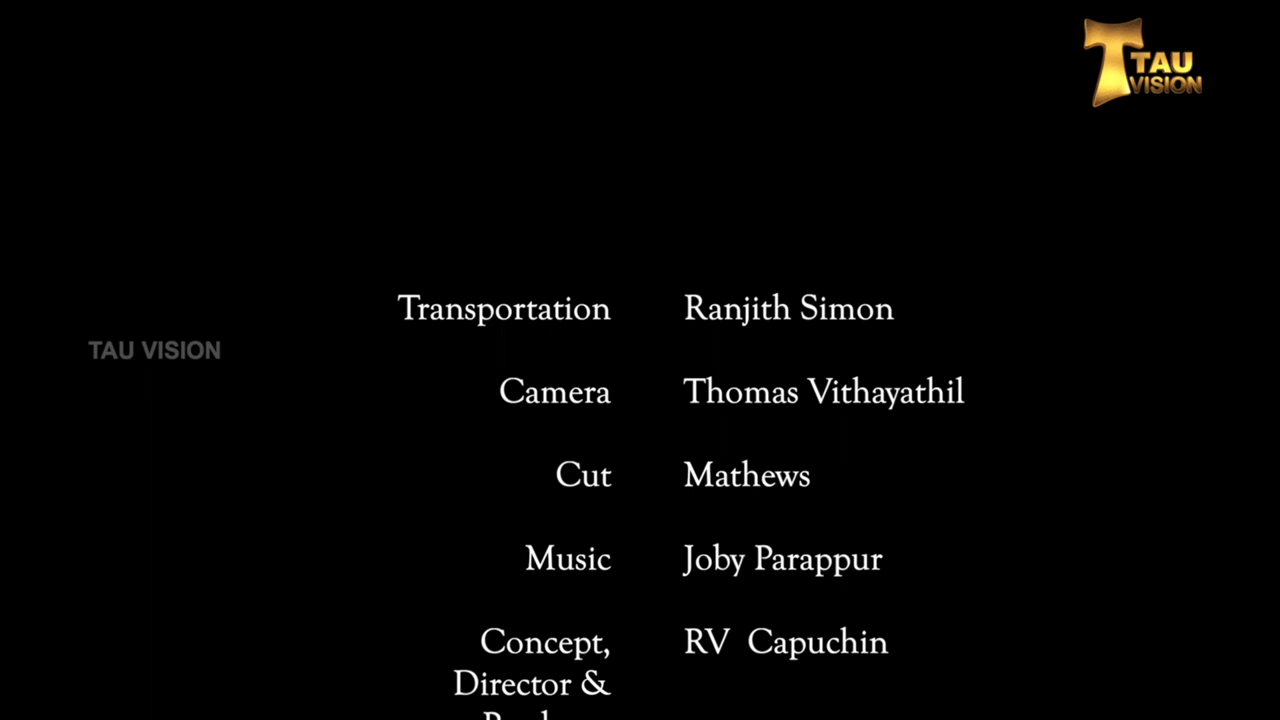 TAU
VISION
Transportation Ranjith Simon
TAU VISION
Camera Thomas Vithayathil
Cut Mathews
Music Joby Parappur
Concept, RV Capuchin
Director &